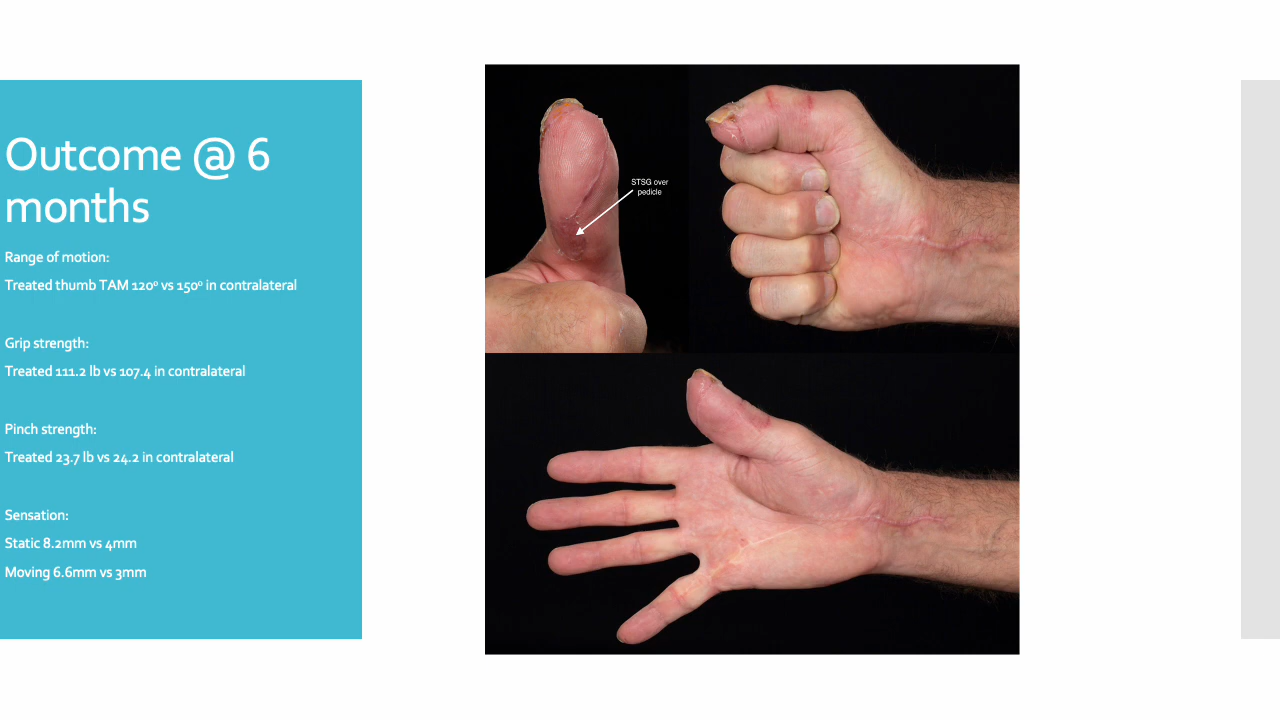 Outcome @ 6
months
Range of motion:
Treated thumb TAM 120º vs 150º in contralateral
Grip strength:
Treated 111.2 lb vs 107.4 in contralateral
Pinch strength:
Treated 23.7 lb vs 24.2 in contralateral
Sensation:
Static 8.2mm vs 4mm
Moving 6.6mm vs 3mm
STSG over
pedicle